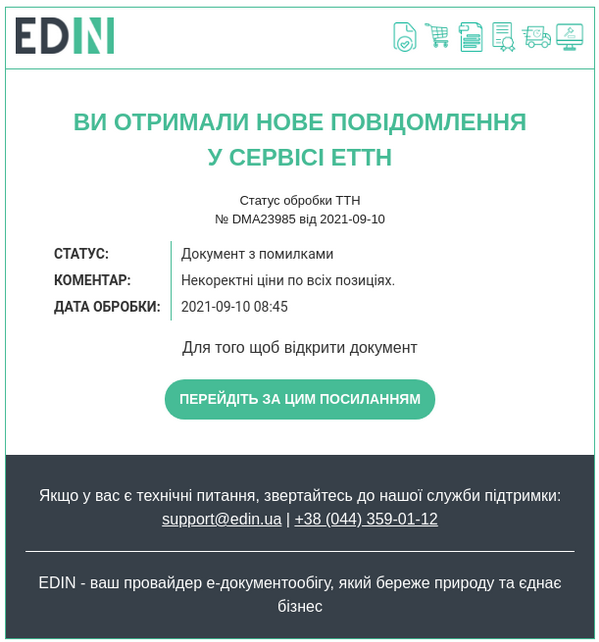 EDIN
ВИ ОТРИМАЛИ НОВЕ ПОВІДОМЛЕННЯ
У СЕРВІСІ ЕТТН
Статус обробки ТТН
№ DMA23985 від 2021-09-10
СТАТУС: Документ з помилками
КОМЕНТАР: Некоректні ціни по всіх позиціях.
ДАТА ОБРОБКИ: 2021-09-10 08:45
Для того щоб відкрити документ
ПЕРЕЙДІТЬ ЗА ЦИМ ПОСИЛАННЯМ
Якщо у вас є технічні питання, звертайтесь до нашої служби підтримки:
support@edin.ua | +38 (044) 359-01-12
EDIN - ваш провайдер е-документообігу, який береже природу та єднає
бізнес